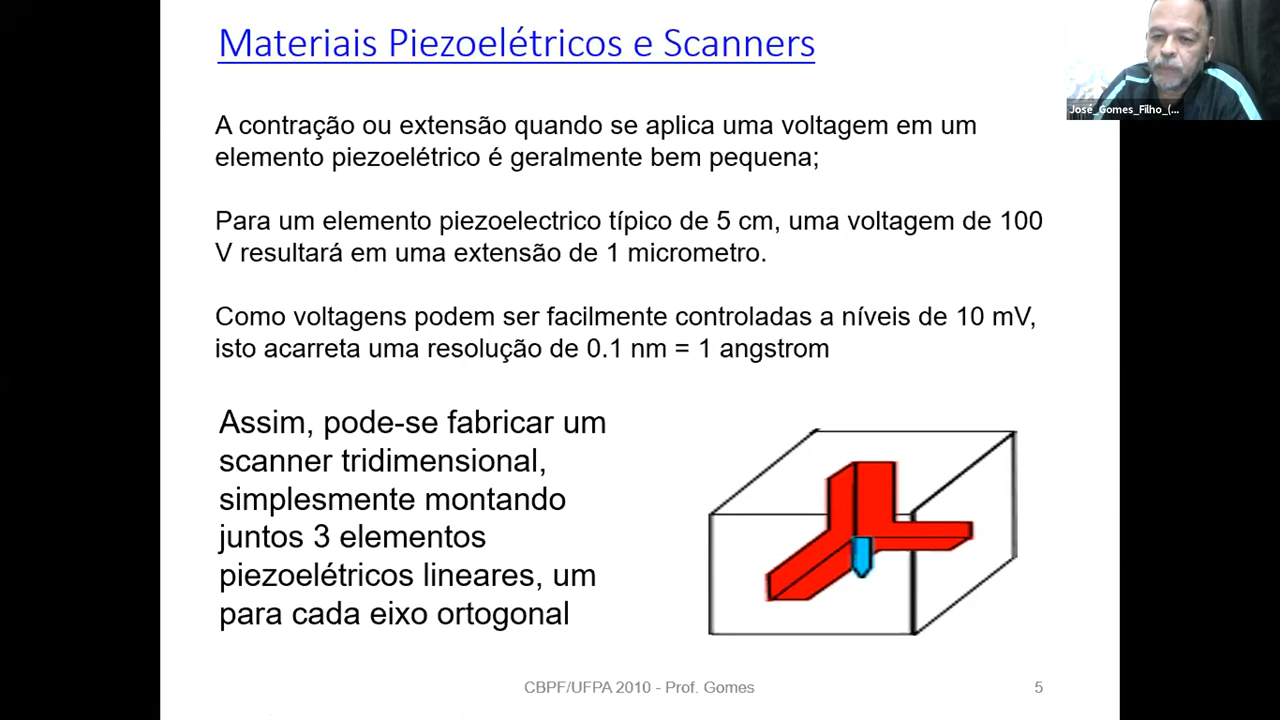 Materiais Piezoelétricos e Scanners
José_Gomes_Filho_(...
A contração ou extensão quando se aplica uma voltagem em um
elemento piezoelétrico é geralmente bem pequena;
Para um elemento piezoelectrico típico de 5 cm, uma voltagem de 100
V resultará em uma extensão de 1 micrometro.
Como voltagens podem ser facilmente controladas a níveis de 10 mV,
isto acarreta uma resolução de 0.1 nm = 1 angstrom
Assim, pode-se fabricar um
scanner tridimensional,
simplesmente montando
juntos 3 elementos
piezoelétricos lineares, um
para cada eixo ortogonal
CBPF/UFPA 2010 - Prof. Gomes
5